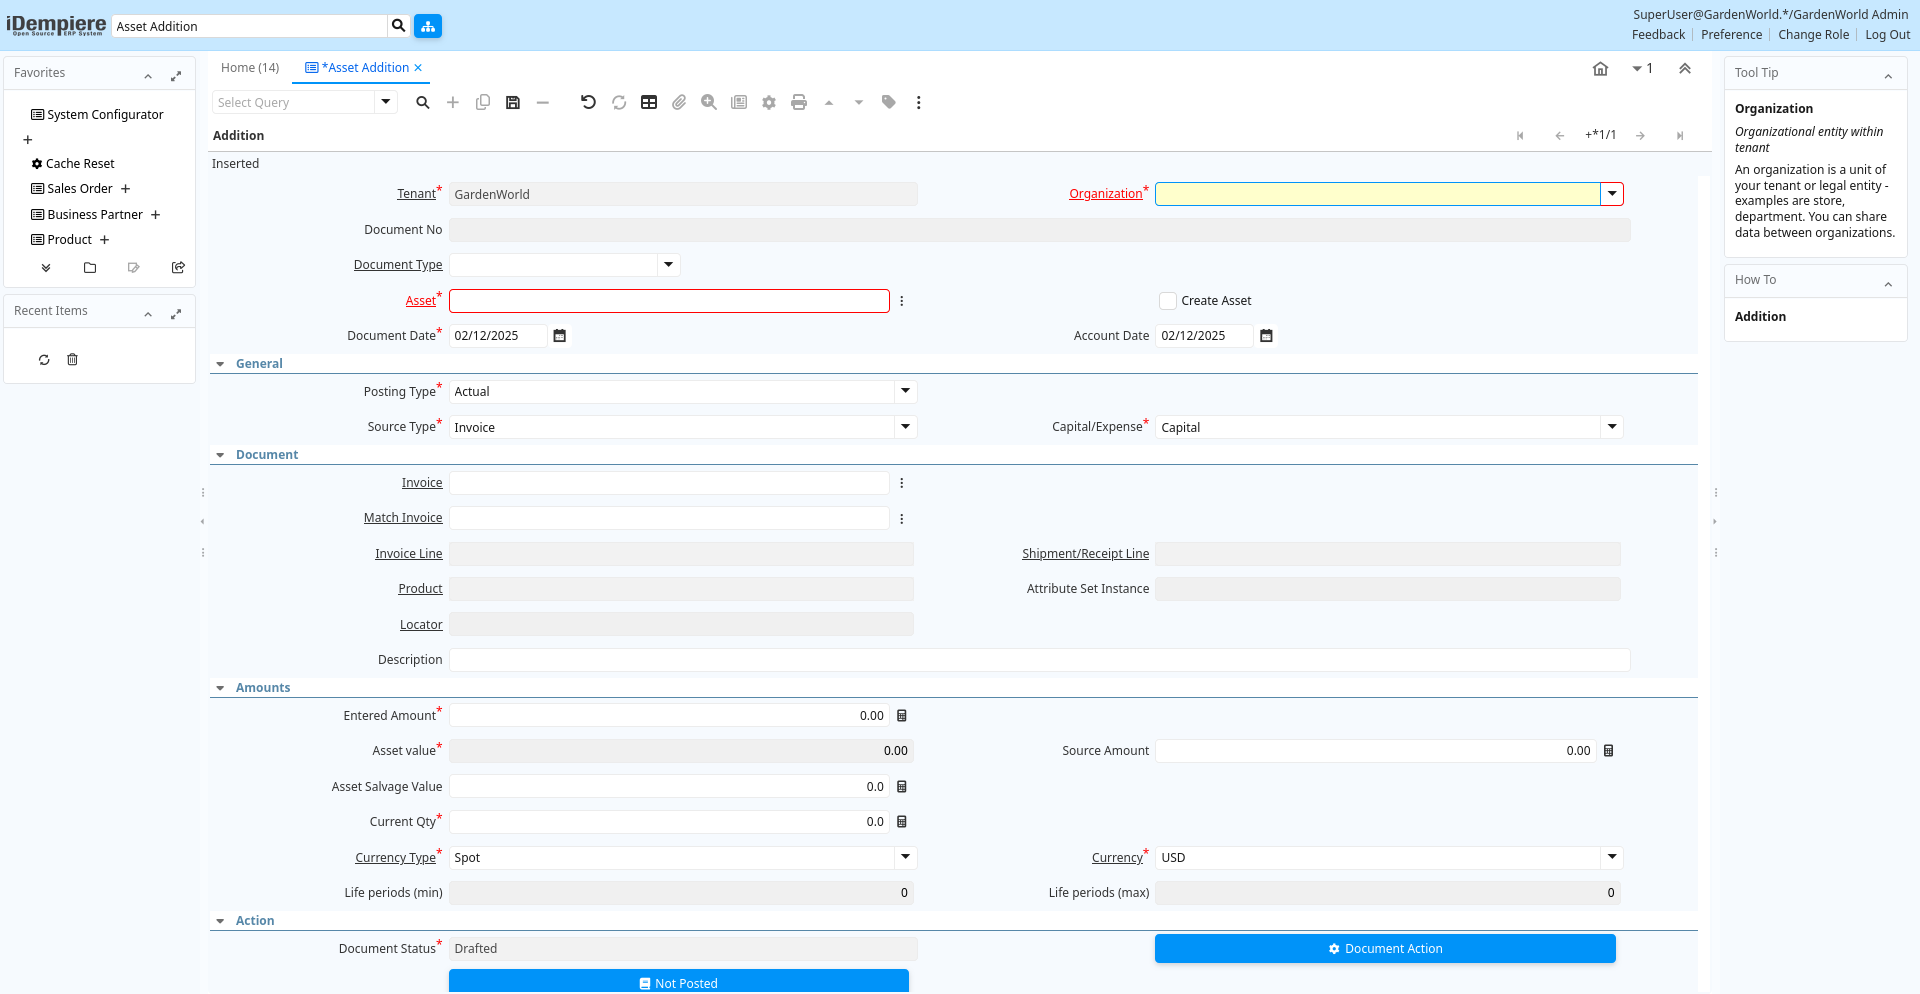 iDempiere
Open Source ERP System
Asset Addition
SuperUser@GardenWorld.*/GardenWorld Admin
Feedback Preference Change Role Log Out
Favorites
System Configurator
Cache Reset
Sales Order
Business Partner
Product
Recent Items
Home (14) *Asset Addition
1
Select Query
Addition
+*1/1
Inserted
Tenant* GardenWorld Organization*
Document No
Document Type
Asset* Create Asset
Document Date* 02/12/2025 Account Date 02/12/2025
General
Posting Type* Actual
Source Type* Invoice Capital/Expense* Capital
Document
Invoice
Match Invoice
Invoice Line Shipment/Receipt Line
Product Attribute Set Instance
Locator
Description
Amounts
Entered Amount* 0.00
Asset value* 0.00 Source Amount 0.00
Asset Salvage Value 0.0
Current Qty* 0.0
Currency Type* Spot Currency* USD
Life periods (min) 0 Life periods (max) 0
Action
Document Status* Drafted Document Action
Not Posted
Tool Tip
Organization
Organizational entity within
tenant
An organization is a unit of
your tenant or legal entity -
examples are store,
department. You can share
data between organizations.
How To
Addition